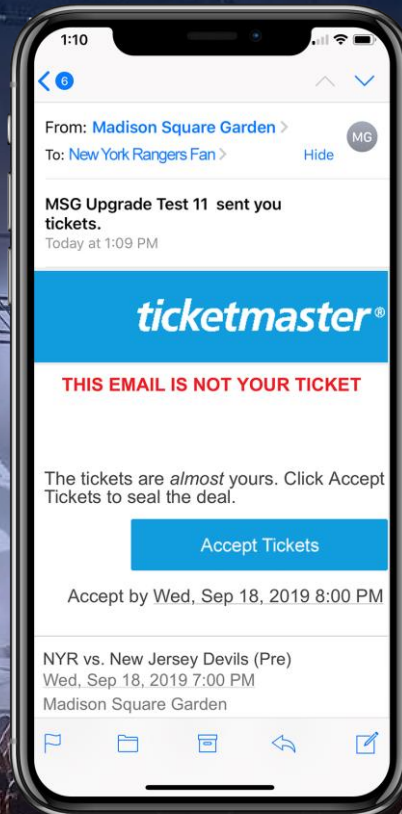 1:10
6
From: Madison Square Garden >
To: New York Rangers Fan >
Hide
MG
MSG Upgrade Test 11 sent you
tickets.
Today at 1:09 PM
ticketmaster®
THIS EMAIL IS NOT YOUR TICKET
The tickets are almost yours. Click Accept
Tickets to seal the deal.
Accept Tickets
Accept by Wed, Sep 18, 2019 8:00 PM
NYR vs. New Jersey Devils (Pre)
Wed, Sep 18, 2019 7:00 PM
Madison Square Garden